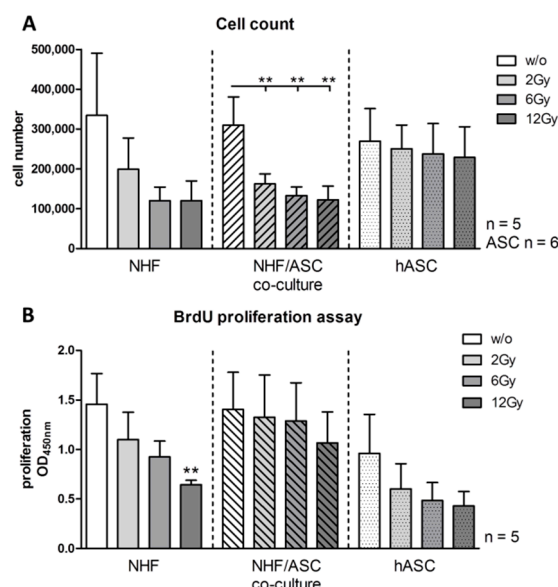 A
Cell count
500,000
400,000
300,000
200,000
100,000
0
cell number
** ** **
w/o
2Gy
6Gy
12Gy
n = 5
ASC n = 6
NHF
NHF/ASC
co-culture
hASC
B
BrdU proliferation assay
2.0
1.5
1.0
0.5
0.0
proliferation
OD450nm
**
w/o
2Gy
6Gy
12Gy
n = 5
NHF
NHF/ASC
co-culture
hASC